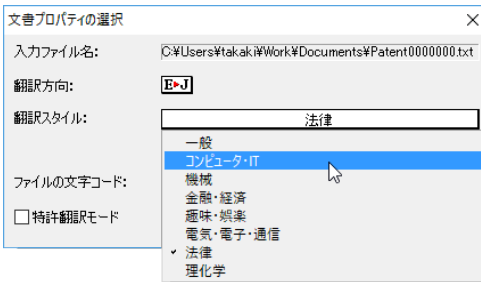 文書プロパティの選択
入力ファイル名: C:¥Users¥takaki¥Work¥Documents¥Patent0000000.txt
翻訳方向: E▸J
翻訳スタイル: 法律
一般
コンピュータ・IT
機械
ファイルの文字コード:
金融・経済
趣味・娯楽
特許翻訳モード
電気・電子・通信
✓ 法律
理化学